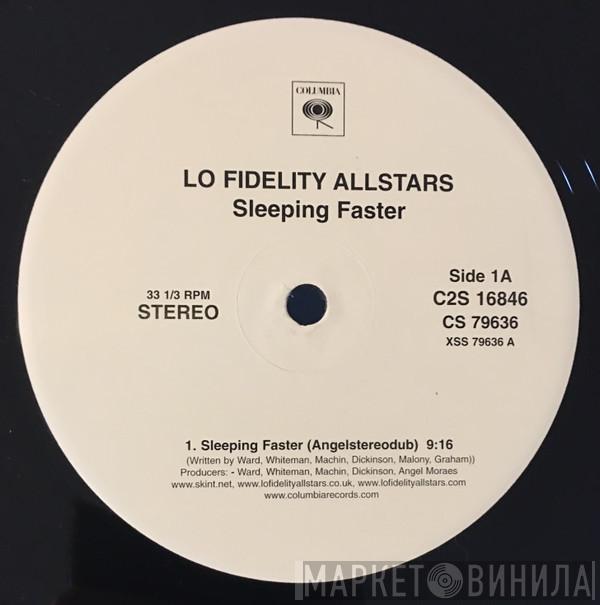 COLUMBIA
LO FIDELITY ALLSTARS
Sleeping Faster
33 1/3 RPM
STEREO
Side 1A
C2S 16846
CS 79636
XSS 79636 A
1. Sleeping Faster (Angelstereodub) 9:16
(Written by Ward, Whiteman, Machin, Dickinson, Malony, Graham))
Producers: - Ward, Whiteman, Machin, Dickinson, Angel Moraes
www.skint.net, www.lofidelityallstars.co.uk, www.lofidelityallstars.com
www.columbiarecords.com
МАРКЕТ ВИНИЛА